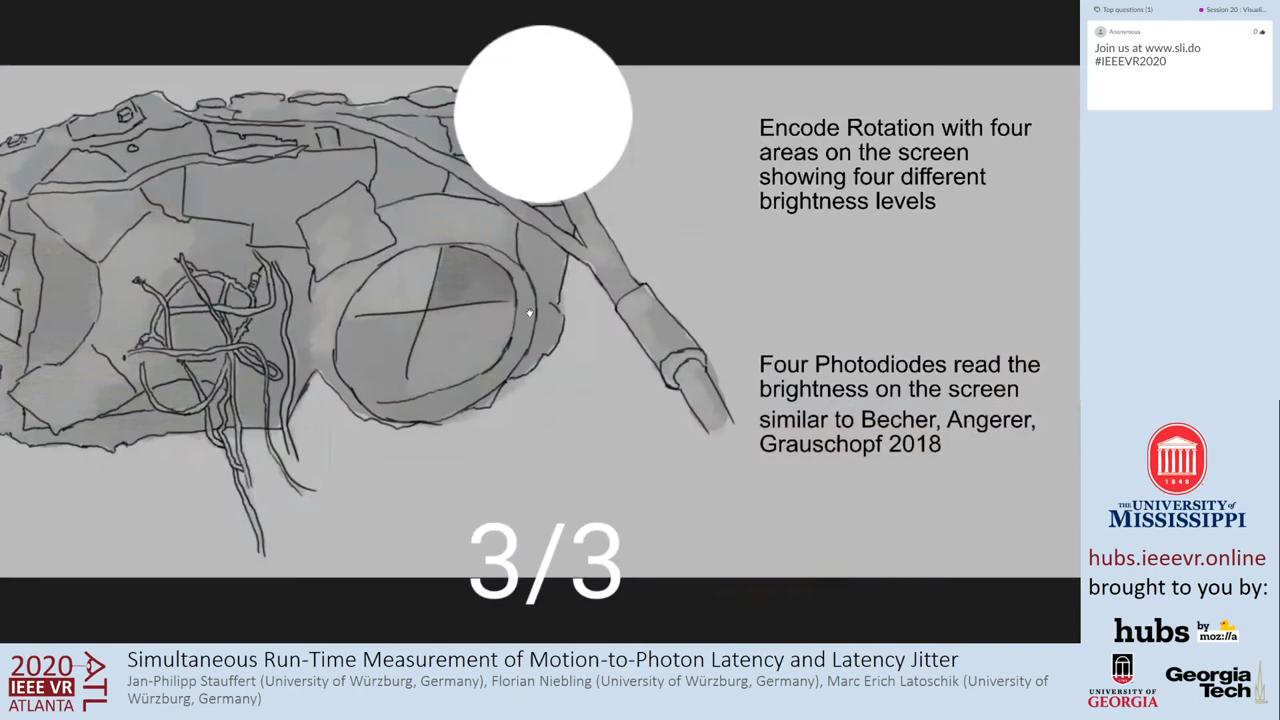 Encode Rotation with four
areas on the screen
showing four different
brightness levels
Four Photodiodes read the
brightness on the screen
similar to Becher, Angerer,
Grauschopf 2018
3/3
Top questions (1)
Session 20 : Visuali...
Anonymous
0
Join us at www.sli.do
#IEEEVR2020
1848
THE UNIVERSITY of
MISSISSIPPI
hubs.ieeevr.online
brought to you by:
hubs by
moz://a
UNIVERSITY OF
GEORGIA
Georgia
Tech
2020
IEEE VR
ATLANTA
ATL
Simultaneous Run-Time Measurement of Motion-to-Photon Latency and Latency Jitter
Jan-Philipp Stauffert (University of Würzburg, Germany), Florian Niebling (University of Würzburg, Germany), Marc Erich Latoschik (University of
Würzburg, Germany)